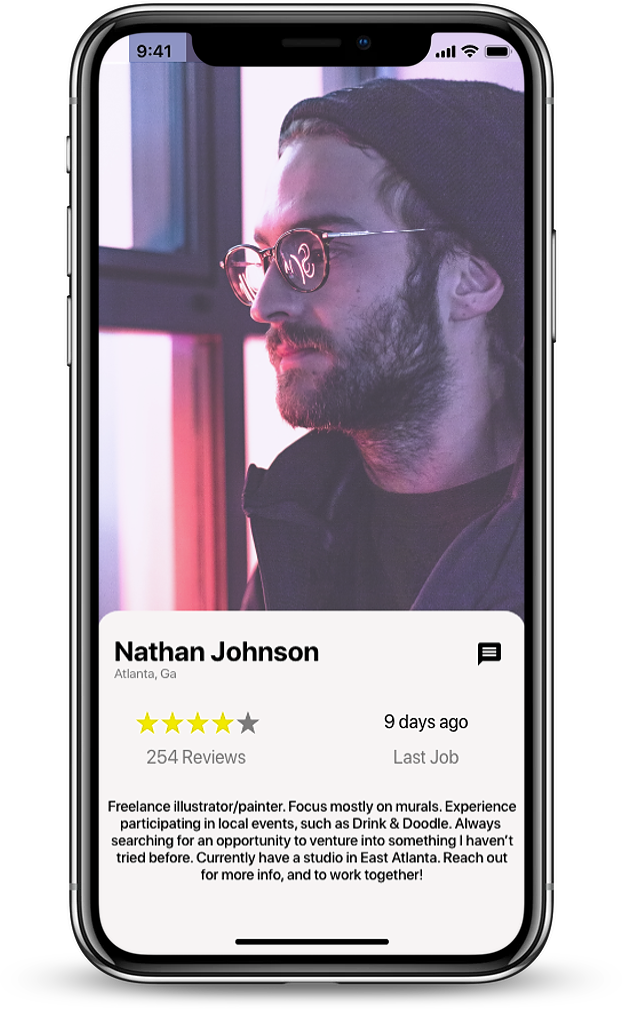 9:41
Nathan Johnson
Atlanta, Ga
9 days ago
254 Reviews
Last Job
Freelance illustrator/painter. Focus mostly on murals. Experience
participating in local events, such as Drink & Doodle. Always
searching for an opportunity to venture into something I haven't
tried before. Currently have a studio in East Atlanta. Reach out
for more info, and to work together!